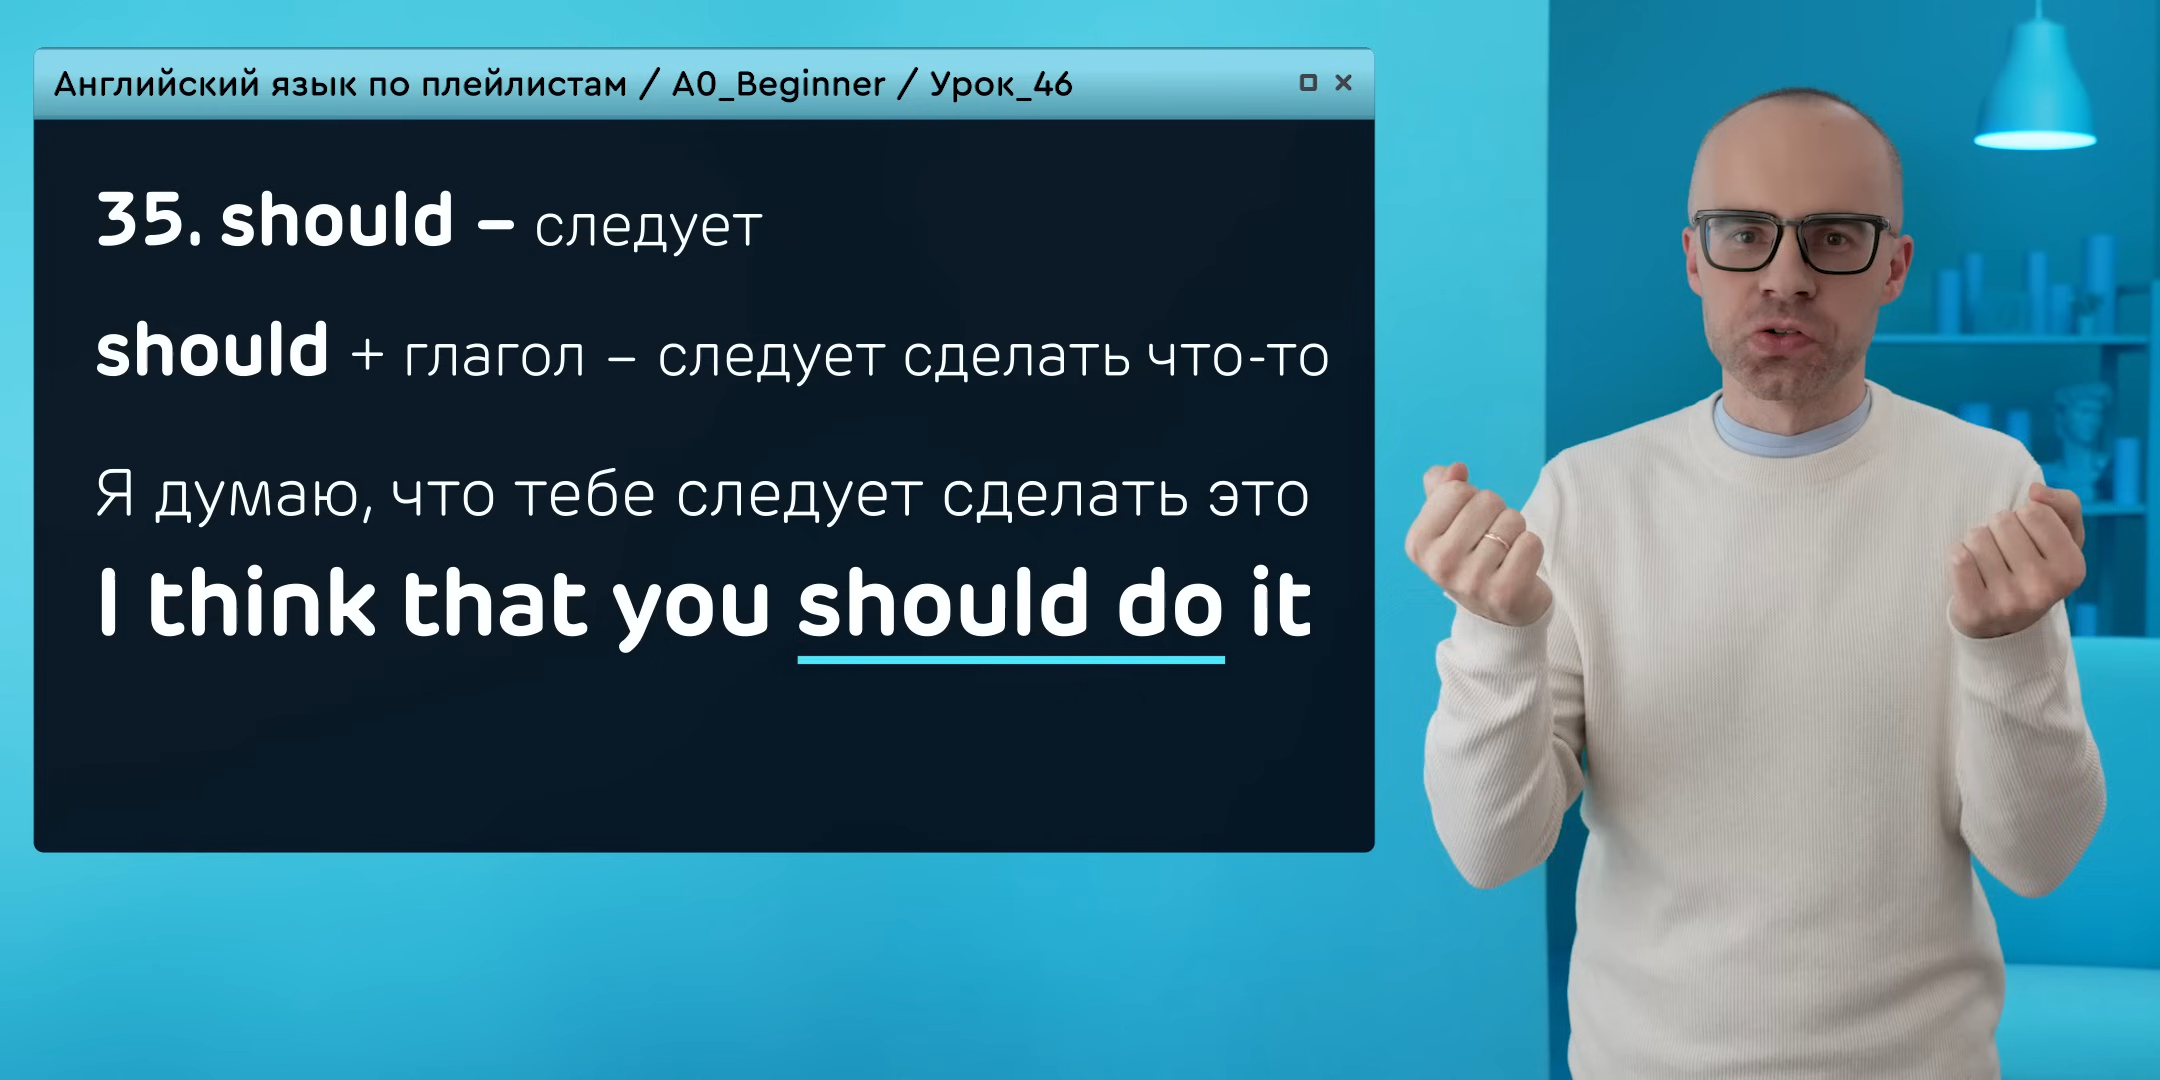 Английский язык по плейлистам / A0_Beginner / Урок_46
35. should – следует
should + глагол – следует сделать что-то
Я думаю, что тебе следует сделать это
I think that you should do it